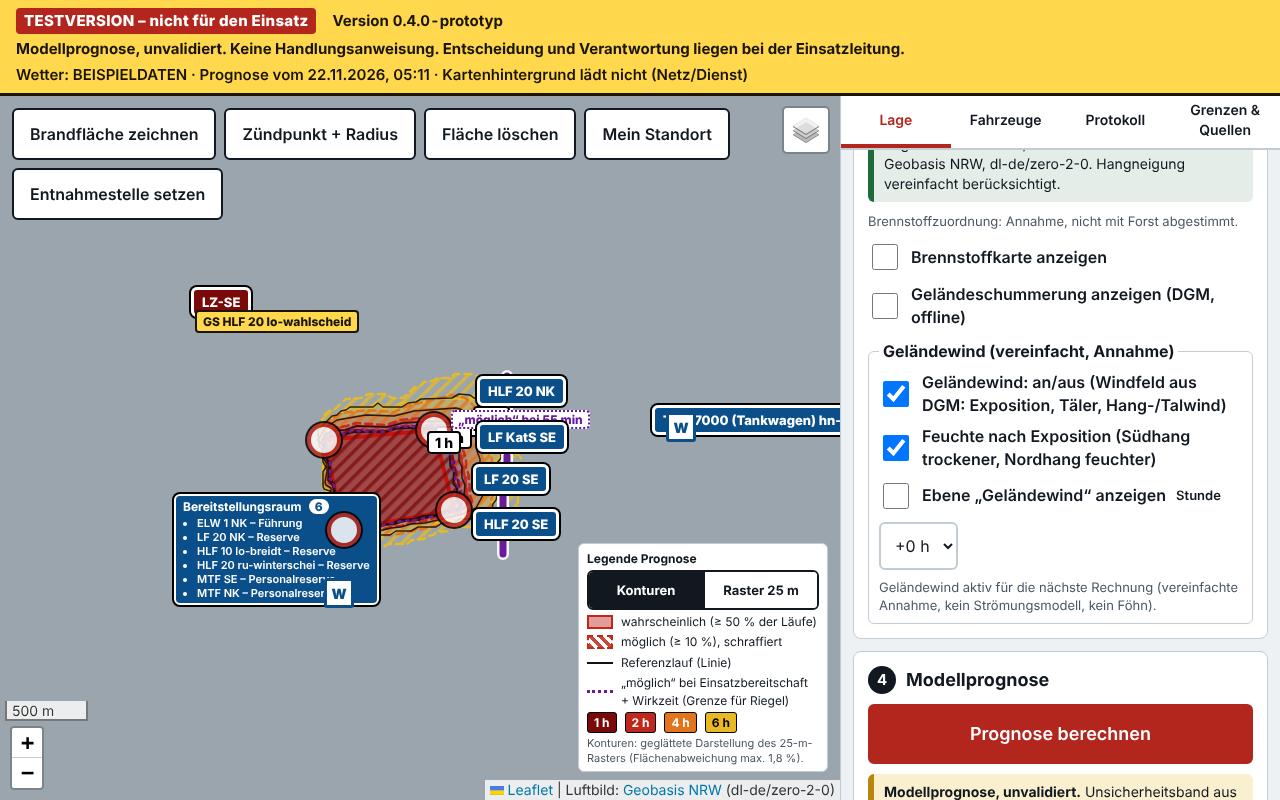 TESTVERSION – nicht für den Einsatz Version 0.4.0-prototyp
Modellprognose, unvalidiert. Keine Handlungsanweisung. Entscheidung und Verantwortung liegen bei der Einsatzleitung.
Wetter: BEISPIELDATEN · Prognose vom 22.11.2026, 05:11 · Kartenhintergrund lädt nicht (Netz/Dienst)
Brandfläche zeichnen
Zündpunkt + Radius
Fläche löschen
Mein Standort
Entnahmestelle setzen
LZ-SE
GS HLF 20 lo-wahlscheid
HLF 20 NK
„möglich“ bei 55 min
LF KatS SE
1 h
LF 20 SE
HLF 20 SE
7000 (Tankwagen) hn-
W
Bereitstellungsraum 6
ELW 1 NK – Führung
LF 20 NK – Reserve
HLF 10 lo-breidt – Reserve
HLF 20 ru-winterschei – Reserve
MTF SE – Personalreserve
MTF NK – Personalreser
W
Legende Prognose
Konturen
Raster 25 m
wahrscheinlich (≥ 50 % der Läufe)
möglich (≥ 10 %), schraffiert
Referenzlauf (Linie)
„möglich“ bei Einsatzbereitschaft
+ Wirkzeit (Grenze für Riegel)
1 h 2 h 4 h 6 h
Konturen: geglättete Darstellung des 25-m-
Rasters (Flächenabweichung max. 1,8 %).
500 m
+
−
Leaflet | Luftbild: Geobasis NRW (dl-de/zero-2-0)
Lage
Fahrzeuge
Protokoll
Grenzen &
Quellen
Geobasis NRW, dl-de/zero-2-0. Hangneigung
vereinfacht berücksichtigt.
Brennstoffzuordnung: Annahme, nicht mit Forst abgestimmt.
Brennstoffkarte anzeigen
Geländeschummerung anzeigen (DGM,
offline)
Geländewind (vereinfacht, Annahme)
Geländewind: an/aus (Windfeld aus
DGM: Exposition, Täler, Hang-/Talwind)
Feuchte nach Exposition (Südhang
trockener, Nordhang feuchter)
Ebene „Geländewind“ anzeigen Stunde
+0 h
Geländewind aktiv für die nächste Rechnung (vereinfachte
Annahme, kein Strömungsmodell, kein Föhn).
4 Modellprognose
Prognose berechnen
Modellprognose, unvalidiert. Unsicherheitsband aus